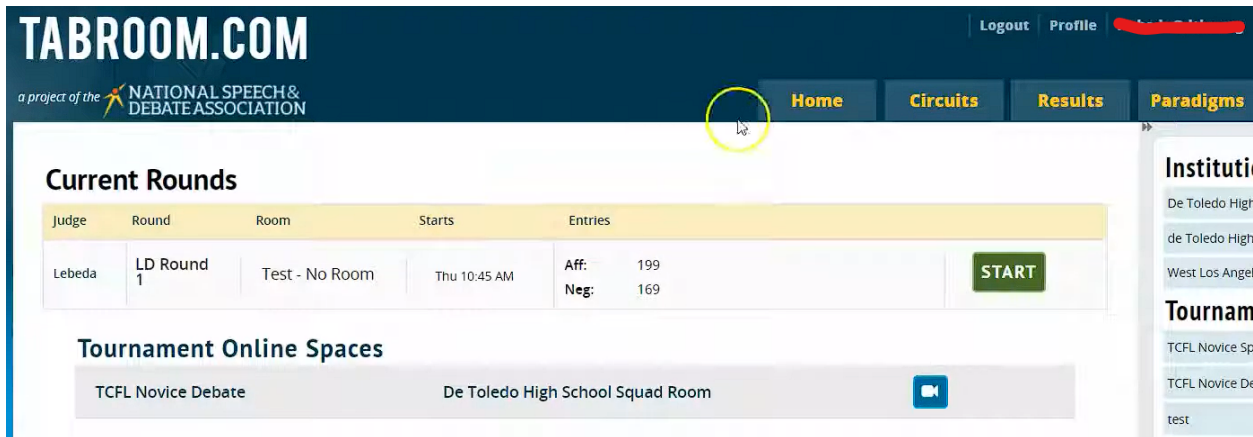 TABROOM.COM
Logout Profile
a project of the NATIONAL SPEECH &
DEBATE ASSOCIATION
Home Circuits Results Paradigms
Current Rounds
Judge Round Room Starts Entries
Lebeda LD Round
1
Test - No Room Thu 10:45 AM
Aff: 199
Neg: 169
START
Tournament Online Spaces
TCFL Novice Debate De Toledo High School Squad Room
Instituti
De Toledo High
de Toledo High
West Los Angel
Tournam
TCFL Novice Sp
TCFL Novice De
test